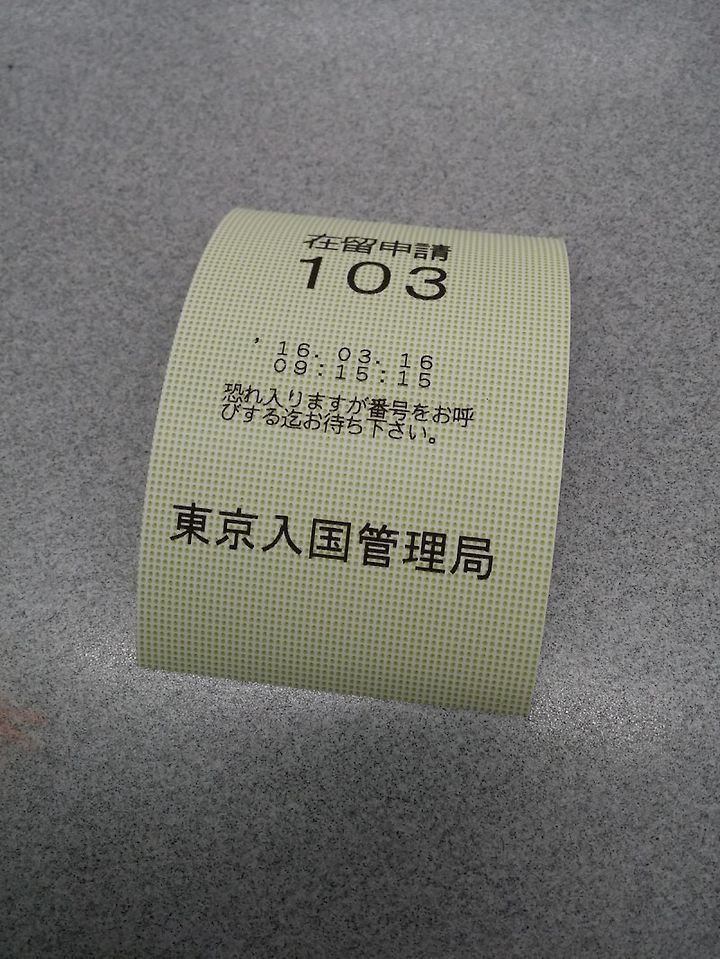 在留申請
103
'16.03.16
09:15:15
恐れ入りますが番号をお呼
びする迄お待ち下さい。
東京入国管理局